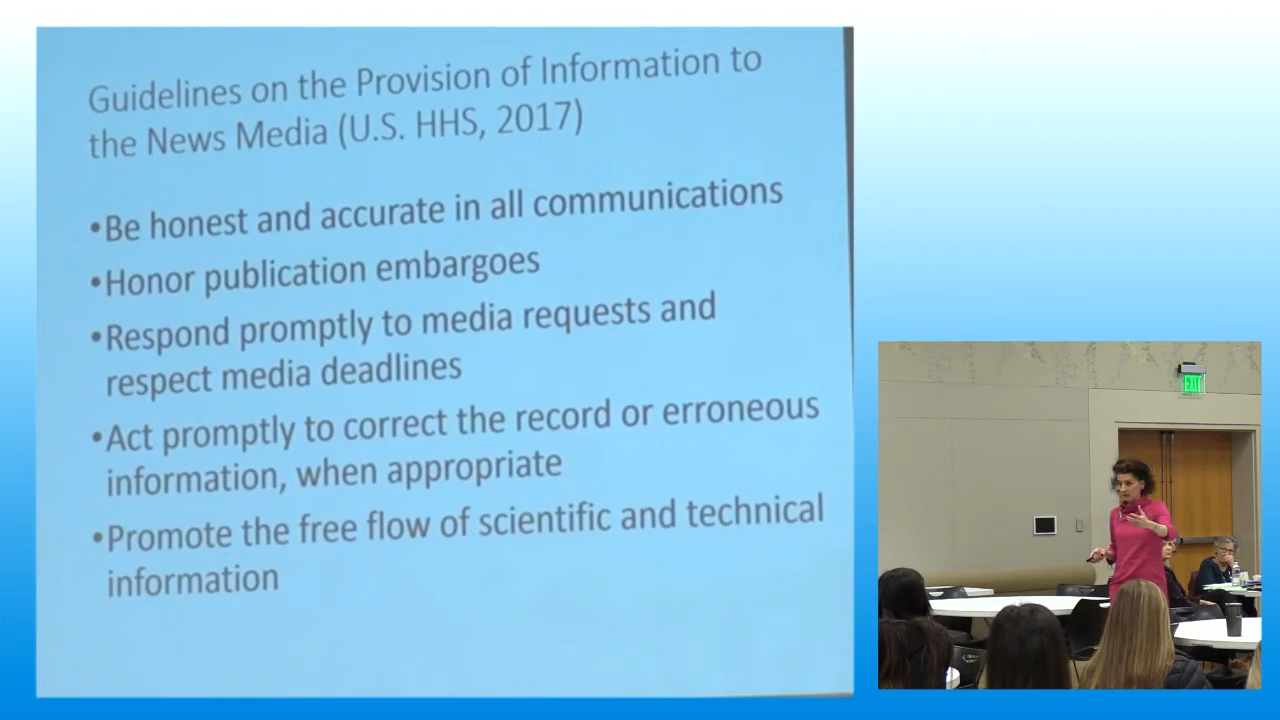 Guidelines on the Provision of Information to
the News Media (U.S. HHS, 2017)
•Be honest and accurate in all communications
•Honor publication embargoes
•Respond promptly to media requests and
respect media deadlines
•Act promptly to correct the record or erroneous
information, when appropriate
•Promote the free flow of scientific and technical
information
EXIT